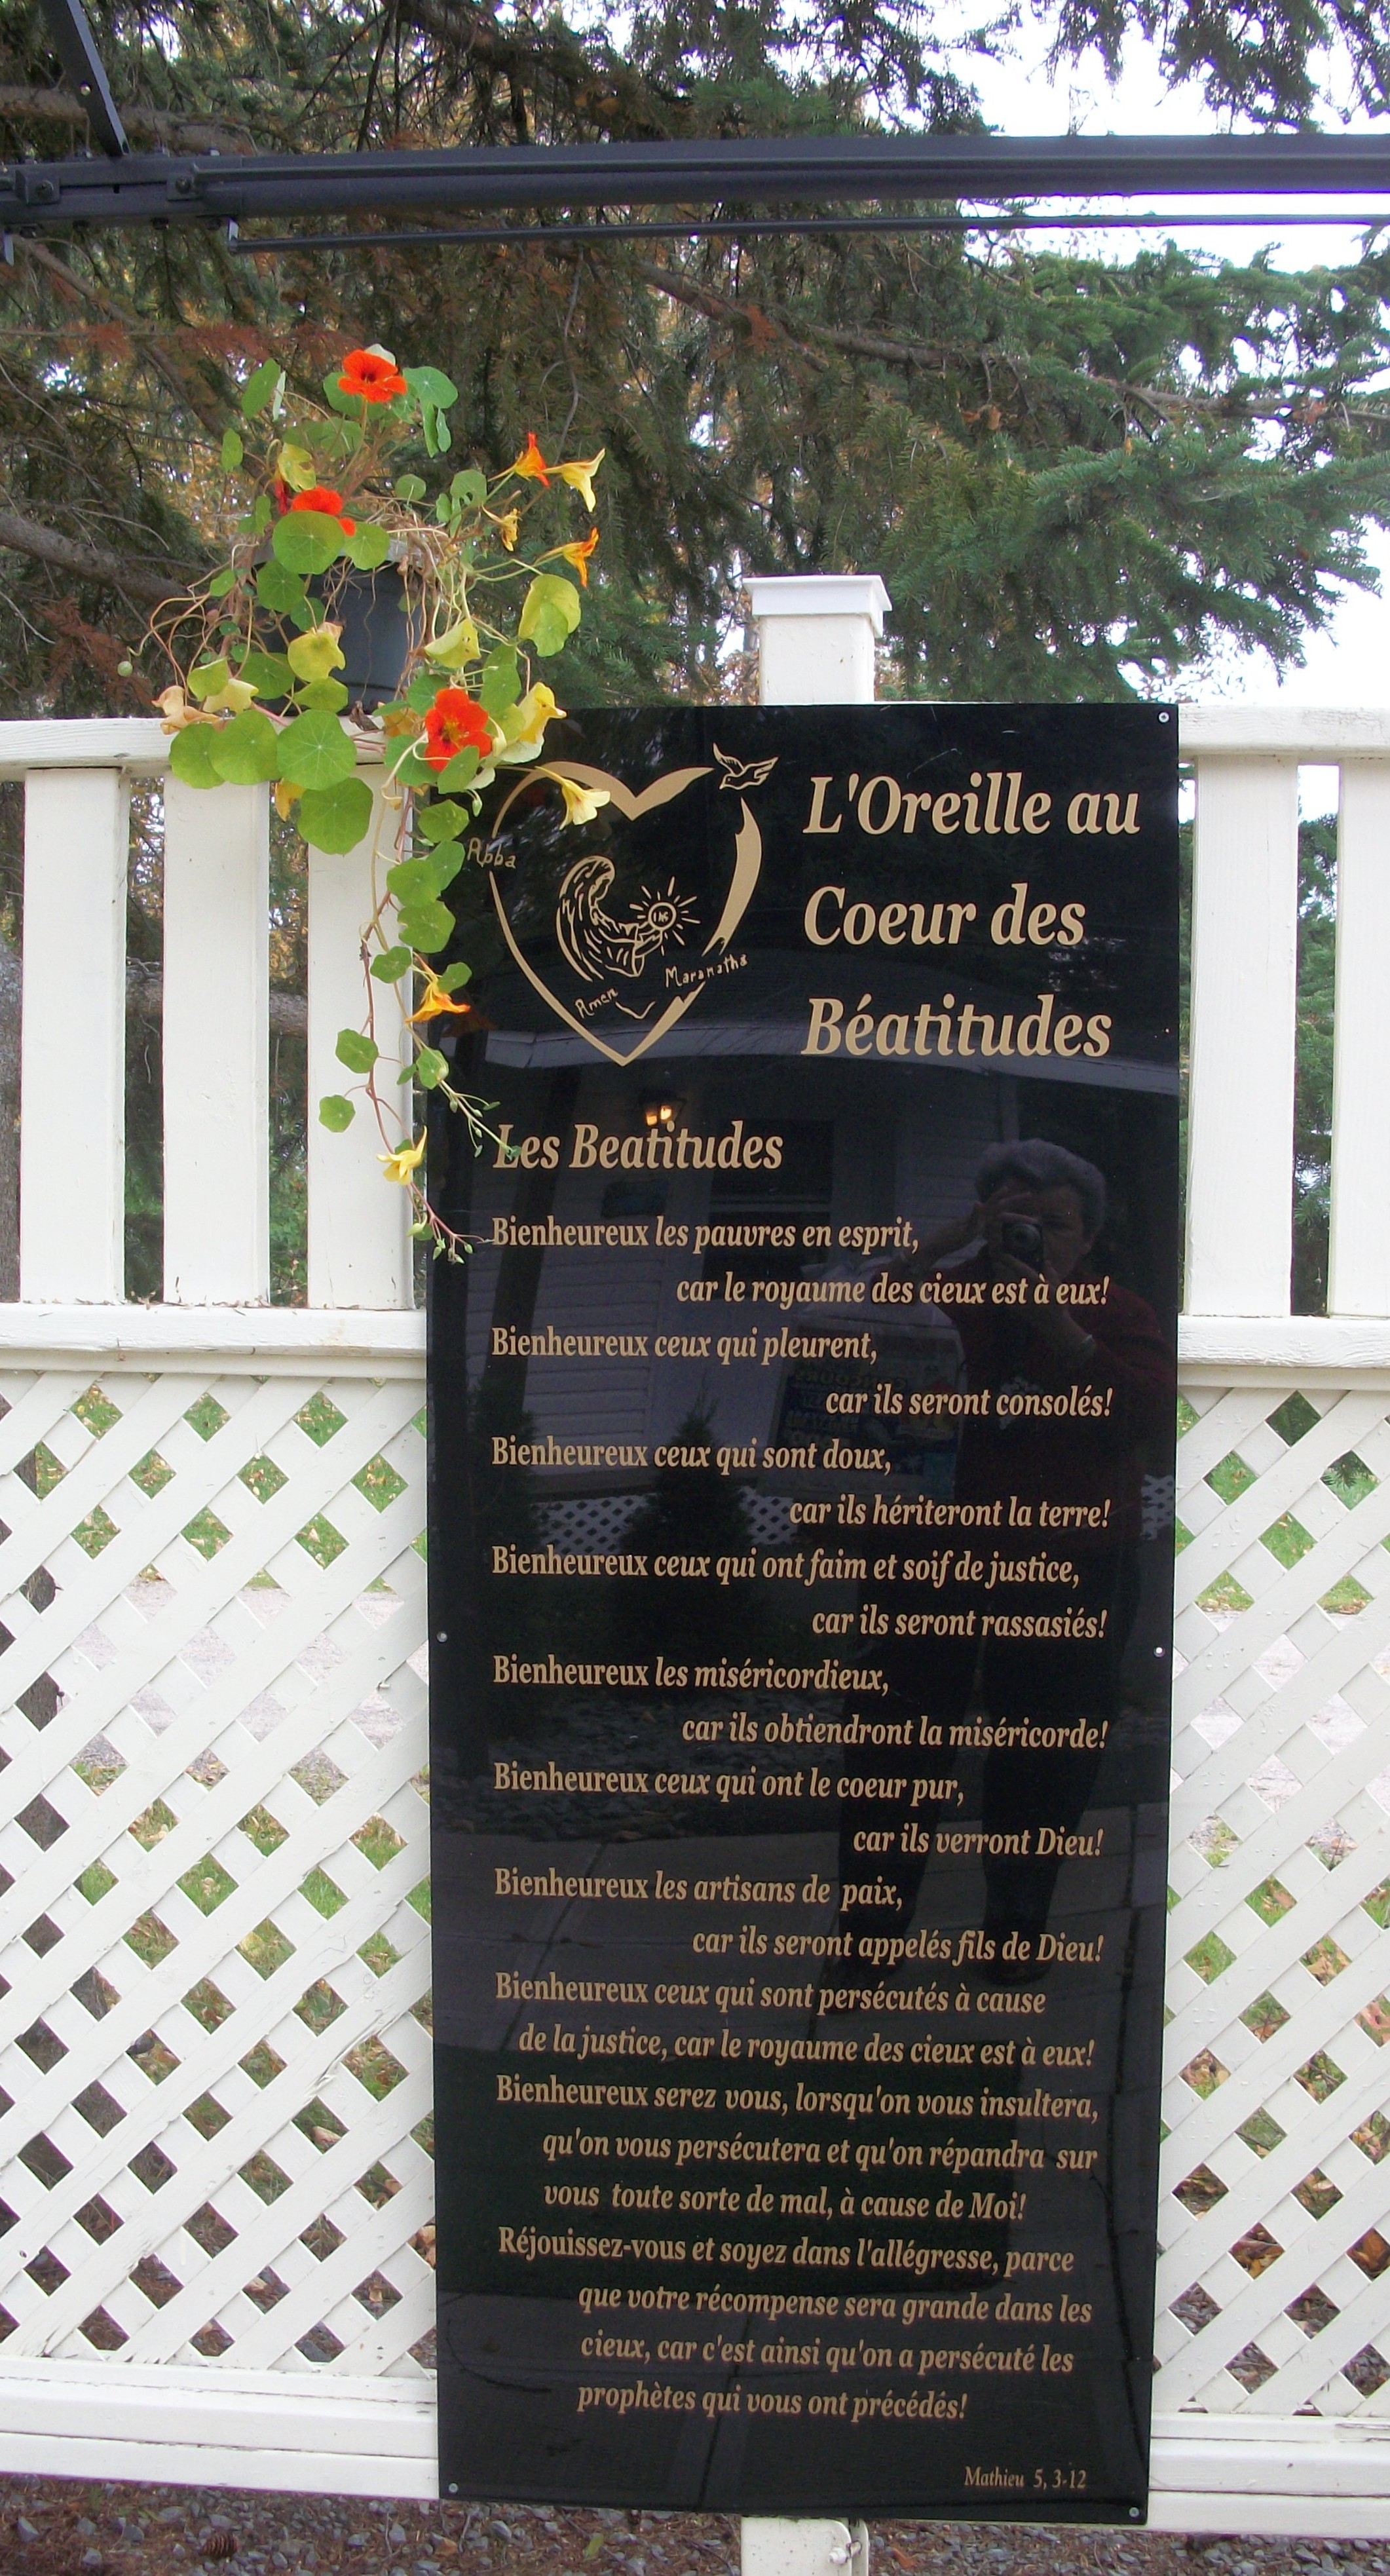 L'Oreille au
Coeur des
Béatitudes
Abba
Amen
Maranatha
Les Beatitudes
Bienheureux les pauvres en esprit,
car le royaume des cieux est à eux!
Bienheureux ceux qui pleurent,
car ils seront consolés!
Bienheureux ceux qui sont doux,
car ils hériteront la terre!
Bienheureux ceux qui ont faim et soif de justice,
car ils seront rassasiés!
Bienheureux les miséricordieux,
car ils obtiendront la miséricorde!
Bienheureux ceux qui ont le coeur pur,
car ils verront Dieu!
Bienheureux les artisans de paix,
car ils seront appelés fils de Dieu!
Bienheureux ceux qui sont persécutés à cause
de la justice, car le royaume des cieux est à eux!
Bienheureux serez vous, lorsqu'on vous insultera,
qu'on vous persécutera et qu'on répandra sur
vous toute sorte de mal, à cause de Moi!
Réjouissez-vous et soyez dans l'allégresse, parce
que votre récompense sera grande dans les
cieux, car c'est ainsi qu'on a persécuté les
prophètes qui vous ont précédés!
Mathieu 5, 3-12